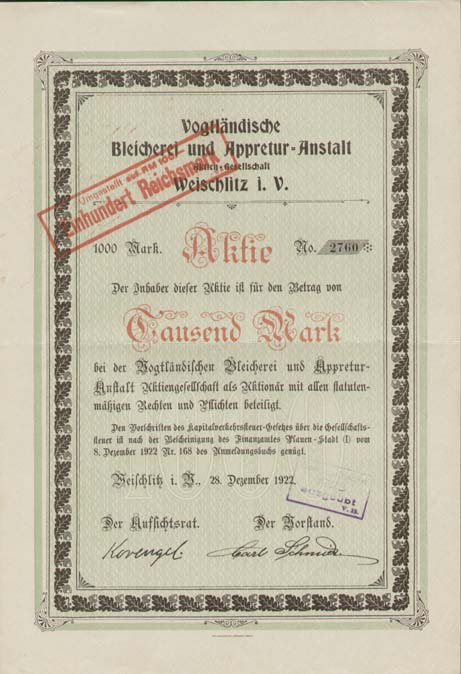 Vogtländische
Bleicherei und Appretur-Anstalt
Aktien-Gesellschaft
Weischlitz i. V.
Umgestellt auf RM 100.-
Einhundert Reichsmark
1000 Mark. Aktie No. 2760
Der Inhaber dieser Aktie ist für den Betrag von
Tausend Mark
bei der Vogtländischen Bleicherei und Appretur-
Anstalt Aktiengesellschaft als Aktionär mit allen statuten-
mäßigen Rechten und Pflichten beteiligt.
Den Vorschriften des Kapitalverkehrsteuer-Gesetzes über die Gesellschafts-
steuer ist nach der Bescheinigung des Finanzamtes Plauen-Stadt (I) vom
8. Dezember 1922 Nr. 168 des Anmeldungsbuchs genügt.
Weischlitz i. V., 28. Dezember 1922.
V.B.
Der Aufsichtsrat. Der Vorstand.
Carl Schmidt